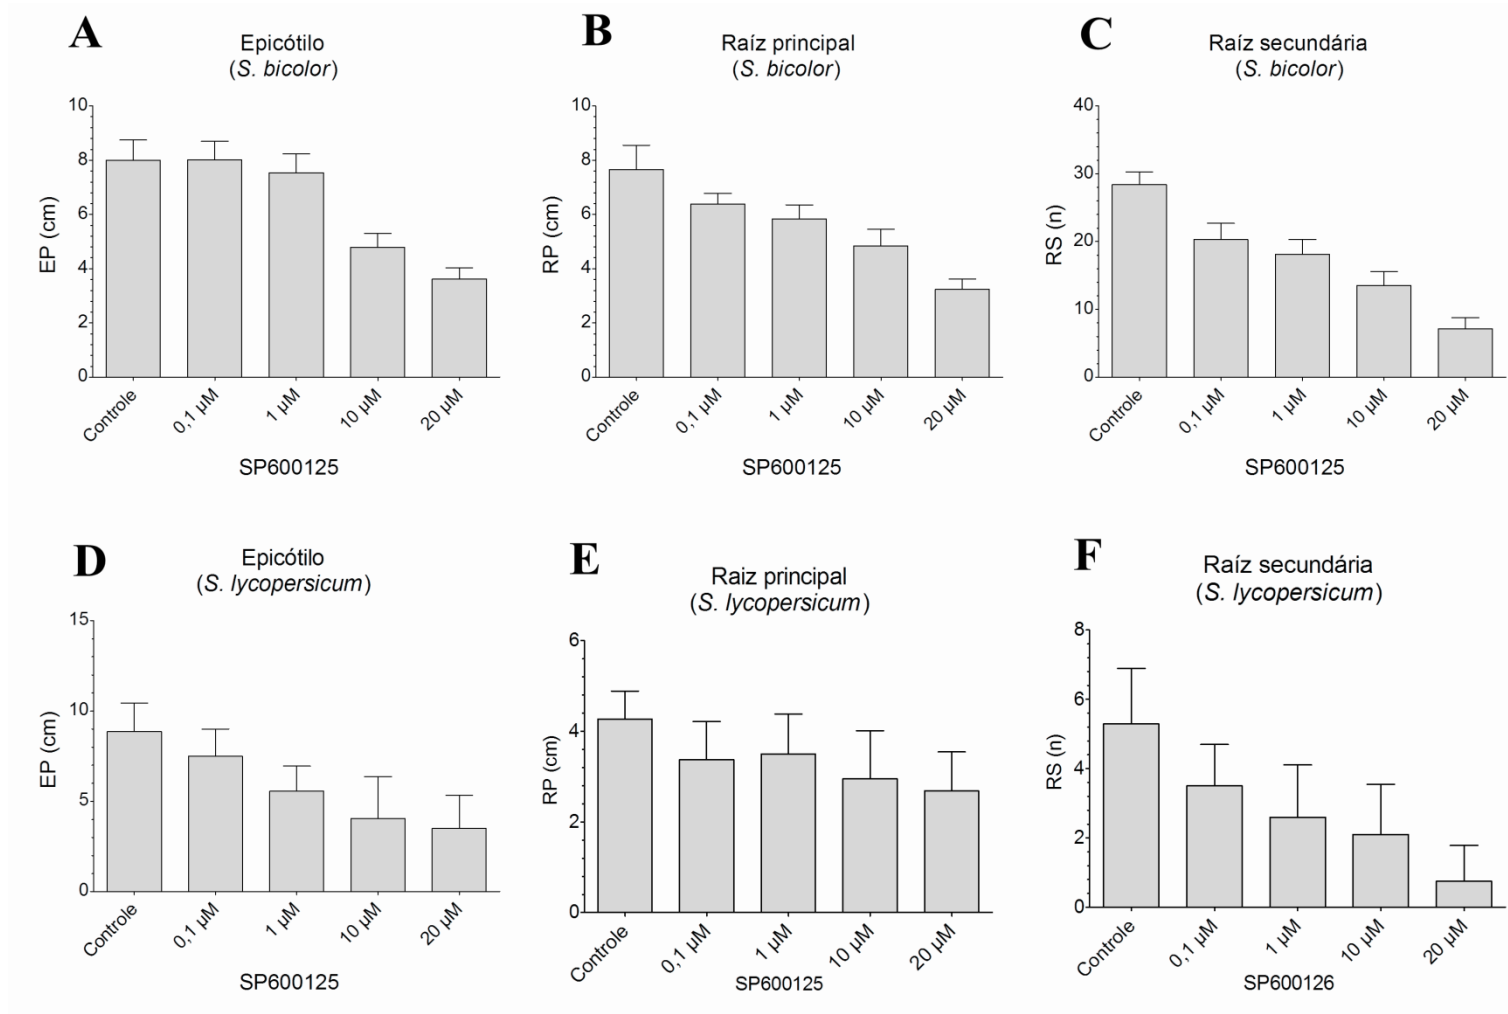 A
Epicótilo
(S. bicolor)
EP (cm)
10
8
6
4
2
0
Controle
0,1 µM
1 µM
10 µM
20 µM
SP600125
B
Raíz principal
(S. bicolor)
RP (cm)
10
8
6
4
2
0
Controle
0,1 µM
1 µM
10 µM
20 µM
SP600125
C
Raíz secundária
(S. bicolor)
RS (n)
40
30
20
10
0
Controle
0,1 µM
1 µM
10 µM
20 µM
SP600125
D
Epicótilo
(S. lycopersicum)
EP (cm)
15
10
5
0
Controle
0,1 µM
1 µM
10 µM
20 µM
SP600125
E
Raiz principal
(S. lycopersicum)
RP (cm)
6
4
2
0
Controle
0,1 µM
1 µM
10 µM
20 µM
SP600125
F
Raíz secundária
(S. lycopersicum)
RS (n)
8
6
4
2
0
Controle
0,1 µM
1 µM
10 µM
20 µM
SP600126